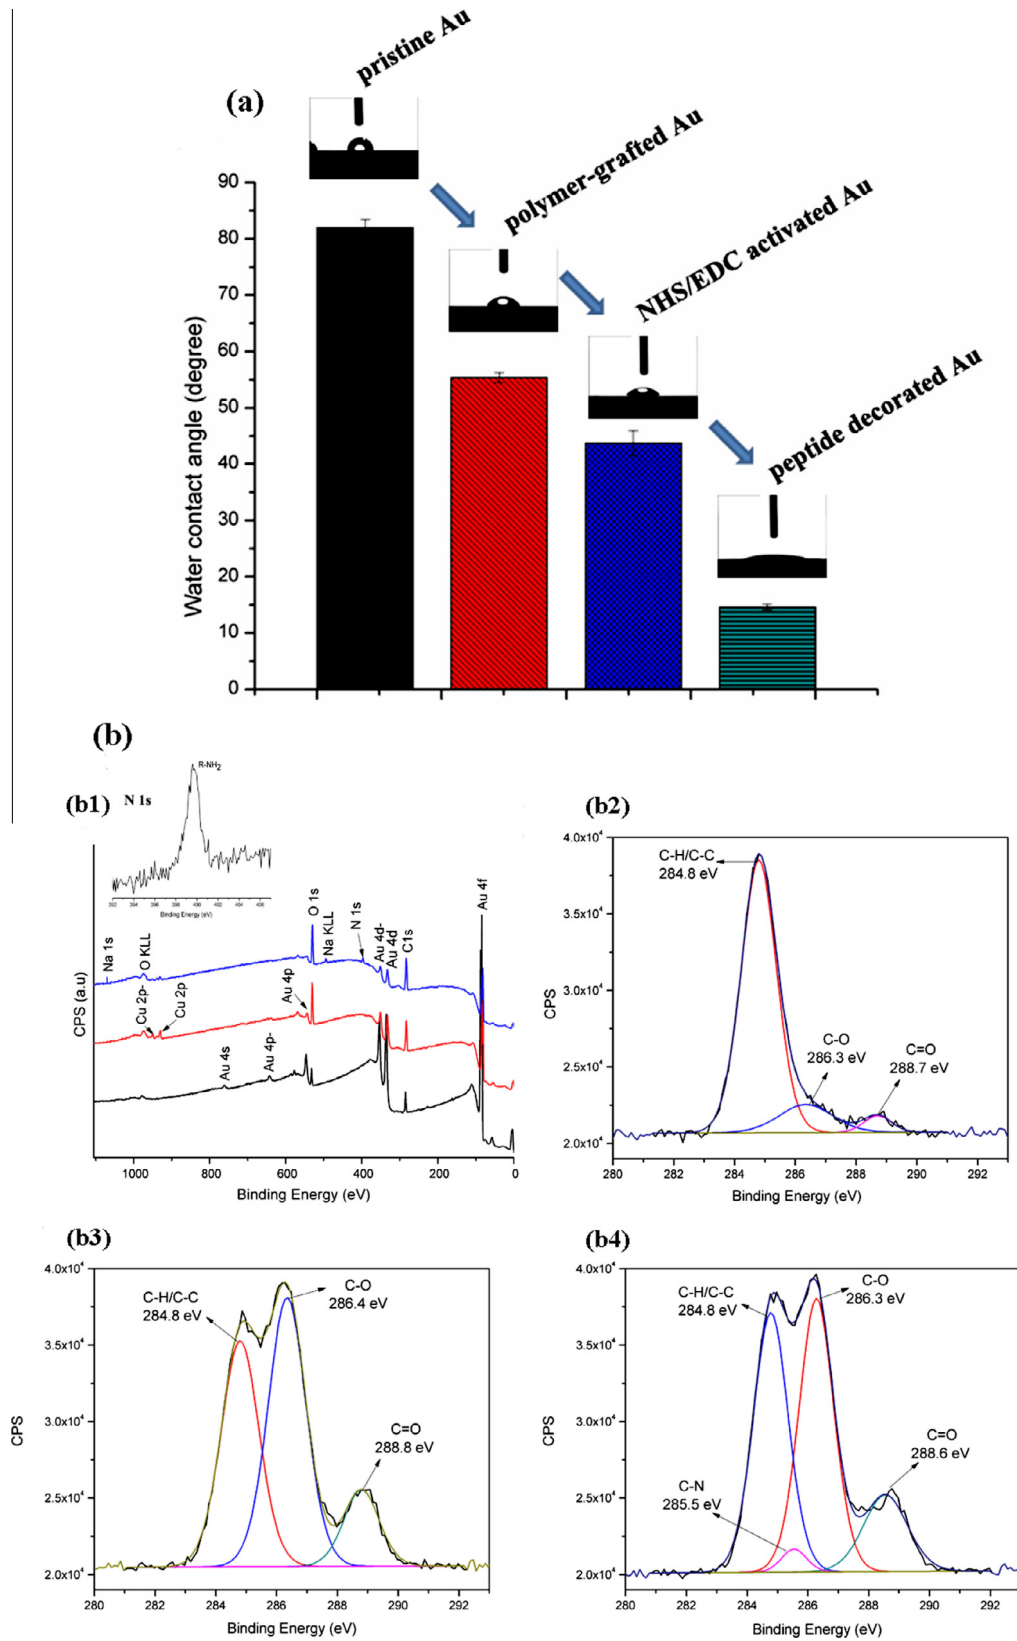 (a)
pristine Au
polymer-grafted Au
NHS/EDC activated Au
peptide decorated Au
Water contact angle (degree)
90
80
70
60
50
40
30
20
10
0
(b)
(b1)
N 1s
R-NH2
392 394 396 398 400 402 404 406
Binding Energy (eV)
CPS (a.u)
Na 1s
O KLL
Cu 2p-
Cu 2p
Au 4s
Au 4p-
Au 4p
O 1s
Na KLL
N 1s
Au 4d-
Au 4d
C1s
Au 4f
1000 800 600 400 200 0
Binding Energy (eV)
(b2)
4.0x10⁴
3.5x10⁴
3.0x10⁴
2.5x10⁴
2.0x10⁴
CPS
C-H/C-C
284.8 eV
C-O
286.3 eV
C=O
288.7 eV
280 282 284 286 288 290 292
Binding Energy (eV)
(b3)
4.0x10⁴
3.5x10⁴
3.0x10⁴
2.5x10⁴
2.0x10⁴
CPS
C-H/C-C
284.8 eV
C-O
286.4 eV
C=O
288.8 eV
280 282 284 286 288 290 292
Binding Energy (eV)
(b4)
4.0x10⁴
3.5x10⁴
3.0x10⁴
2.5x10⁴
2.0x10⁴
CPS
C-H/C-C
284.8 eV
C-O
286.3 eV
C=O
288.6 eV
C-N
285.5 eV
280 282 284 286 288 290 292
Binding Energy (eV)